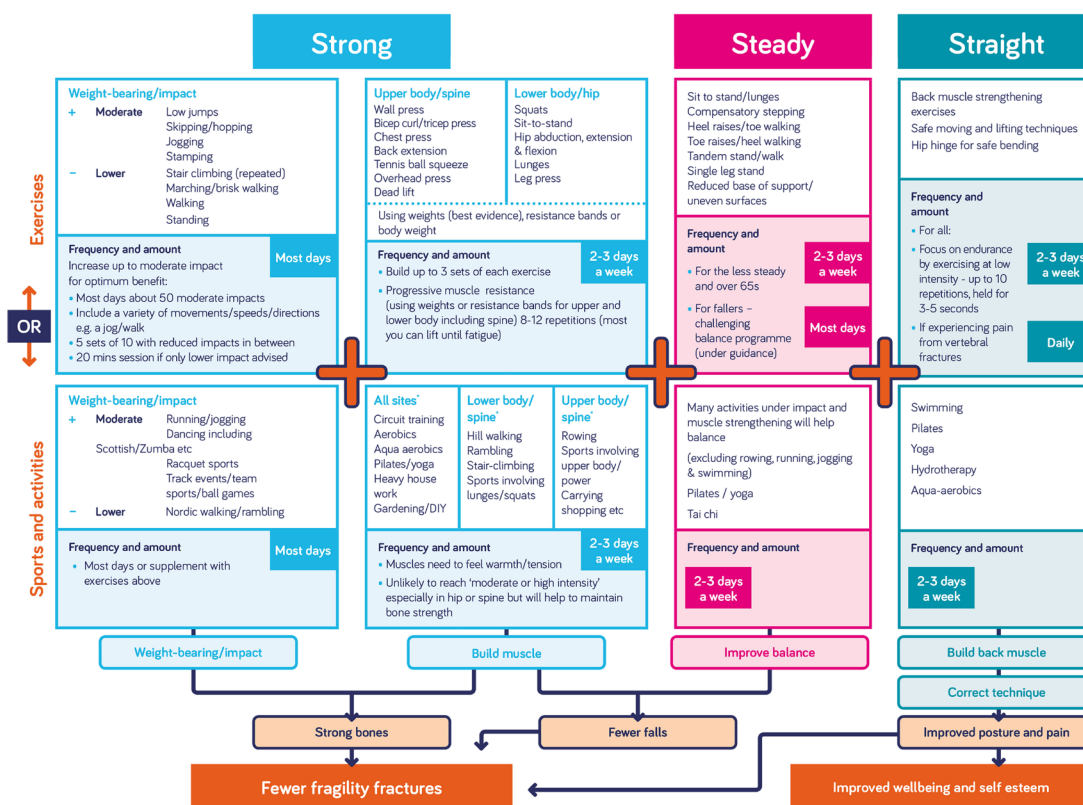 Strong
Steady
Straight
Exercises
OR
Sports and activities
Weight-bearing/impact
+ Moderate Low jumps
Skipping/hopping
Jogging
Stamping
– Lower Stair climbing (repeated)
Marching/brisk walking
Walking
Standing
Frequency and amount
Most days
Increase up to moderate impact
for optimum benefit:
• Most days about 50 moderate impacts
• Include a variety of movements/speeds/directions
e.g. a jog/walk
• 5 sets of 10 with reduced impacts in between
• 20 mins session if only lower impact advised
Upper body/spine
Wall press
Bicep curl/tricep press
Chest press
Back extension
Tennis ball squeeze
Overhead press
Dead lift
Lower body/hip
Squats
Sit-to-stand
Hip abduction, extension
& flexion
Lunges
Leg press
Using weights (best evidence), resistance bands or
body weight
Frequency and amount
2-3 days
a week
• Build up to 3 sets of each exercise
• Progressive muscle resistance
(using weights or resistance bands for upper and
lower body including spine) 8-12 repetitions (most
you can lift until fatigue)
Sit to stand/lunges
Compensatory stepping
Heel raises/toe walking
Toe raises/heel walking
Tandem stand/walk
Single leg stand
Reduced base of support/
uneven surfaces
Frequency and
amount
• For the less steady
and over 65s
2-3 days
a week
• For fallers –
challenging
balance programme
(under guidance)
Most days
Back muscle strengthening
exercises
Safe moving and lifting techniques
Hip hinge for safe bending
Frequency and
amount
• For all:
• Focus on endurance
by exercising at low
intensity - up to 10
repetitions, held for
3-5 seconds
2-3 days
a week
• If experiencing pain
from vertebral
fractures
Daily
+
+
+
Weight-bearing/impact
+ Moderate Running/jogging
Dancing including
Scottish/Zumba etc
Racquet sports
Track events/team
sports/ball games
– Lower Nordic walking/rambling
Frequency and amount
Most days
• Most days or supplement with
exercises above
All sites*
Circuit training
Aerobics
Aqua aerobics
Pilates/yoga
Heavy house
work
Gardening/DIY
Lower body/
spine*
Hill walking
Rambling
Stair-climbing
Sports involving
lunges/squats
Upper body/
spine*
Rowing
Sports involving
upper body/
power
Carrying
shopping etc
Frequency and amount
2-3 days
a week
• Muscles need to feel warmth/tension
• Unlikely to reach ‘moderate or high intensity’
especially in hip or spine but will help to maintain
bone strength
Many activities under impact and
muscle strengthening will help
balance
(excluding rowing, running, jogging
& swimming)
Pilates / yoga
Tai chi
Frequency and amount
2-3 days
a week
Swimming
Pilates
Yoga
Hydrotherapy
Aqua-aerobics
Frequency and amount
2-3 days
a week
Weight-bearing/impact
Build muscle
Improve balance
Build back muscle
Correct technique
Strong bones
Fewer falls
Improved posture and pain
Fewer fragility fractures
Improved wellbeing and self esteem